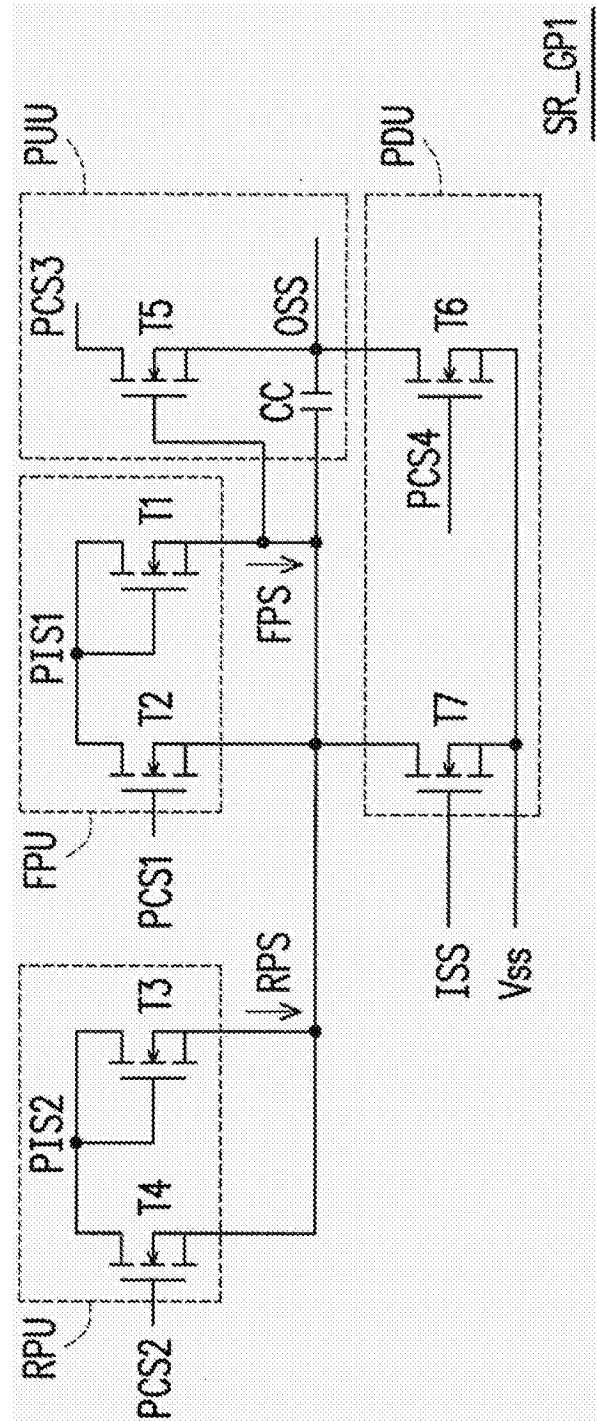 RPU
PIS2
T4
T3
PCS2
RPS
FPU
PIS1
T2
T1
PCS1
FPS
PUU
PCS3
T5
CC
OSS
PDU
T7
T6
PCS4
ISS
Vss
SR_GP1